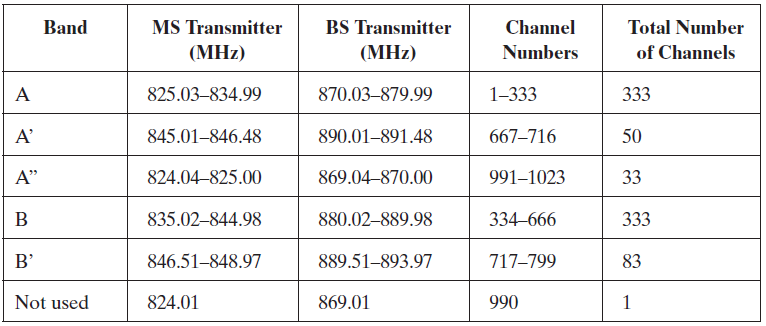 Band MS Transmitter (MHz) BS Transmitter (MHz) Channel Numbers Total Number of Channels
A 825.03–834.99 870.03–879.99 1–333 333
A’ 845.01–846.48 890.01–891.48 667–716 50
A” 824.04–825.00 869.04–870.00 991–1023 33
B 835.02–844.98 880.02–889.98 334–666 333
B’ 846.51–848.97 889.51–893.97 717–799 83
Not used 824.01 869.01 990 1